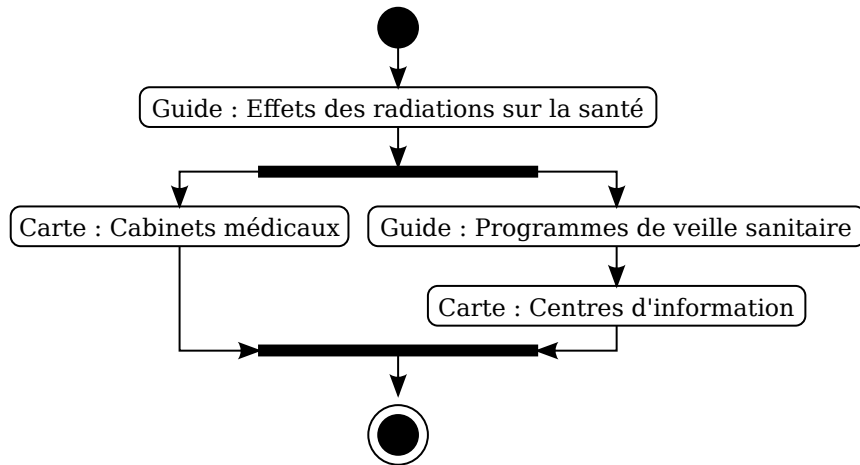 Guide : Effets des radiations sur la santé
Carte : Cabinets médicaux
Guide : Programmes de veille sanitaire
Carte : Centres d'information